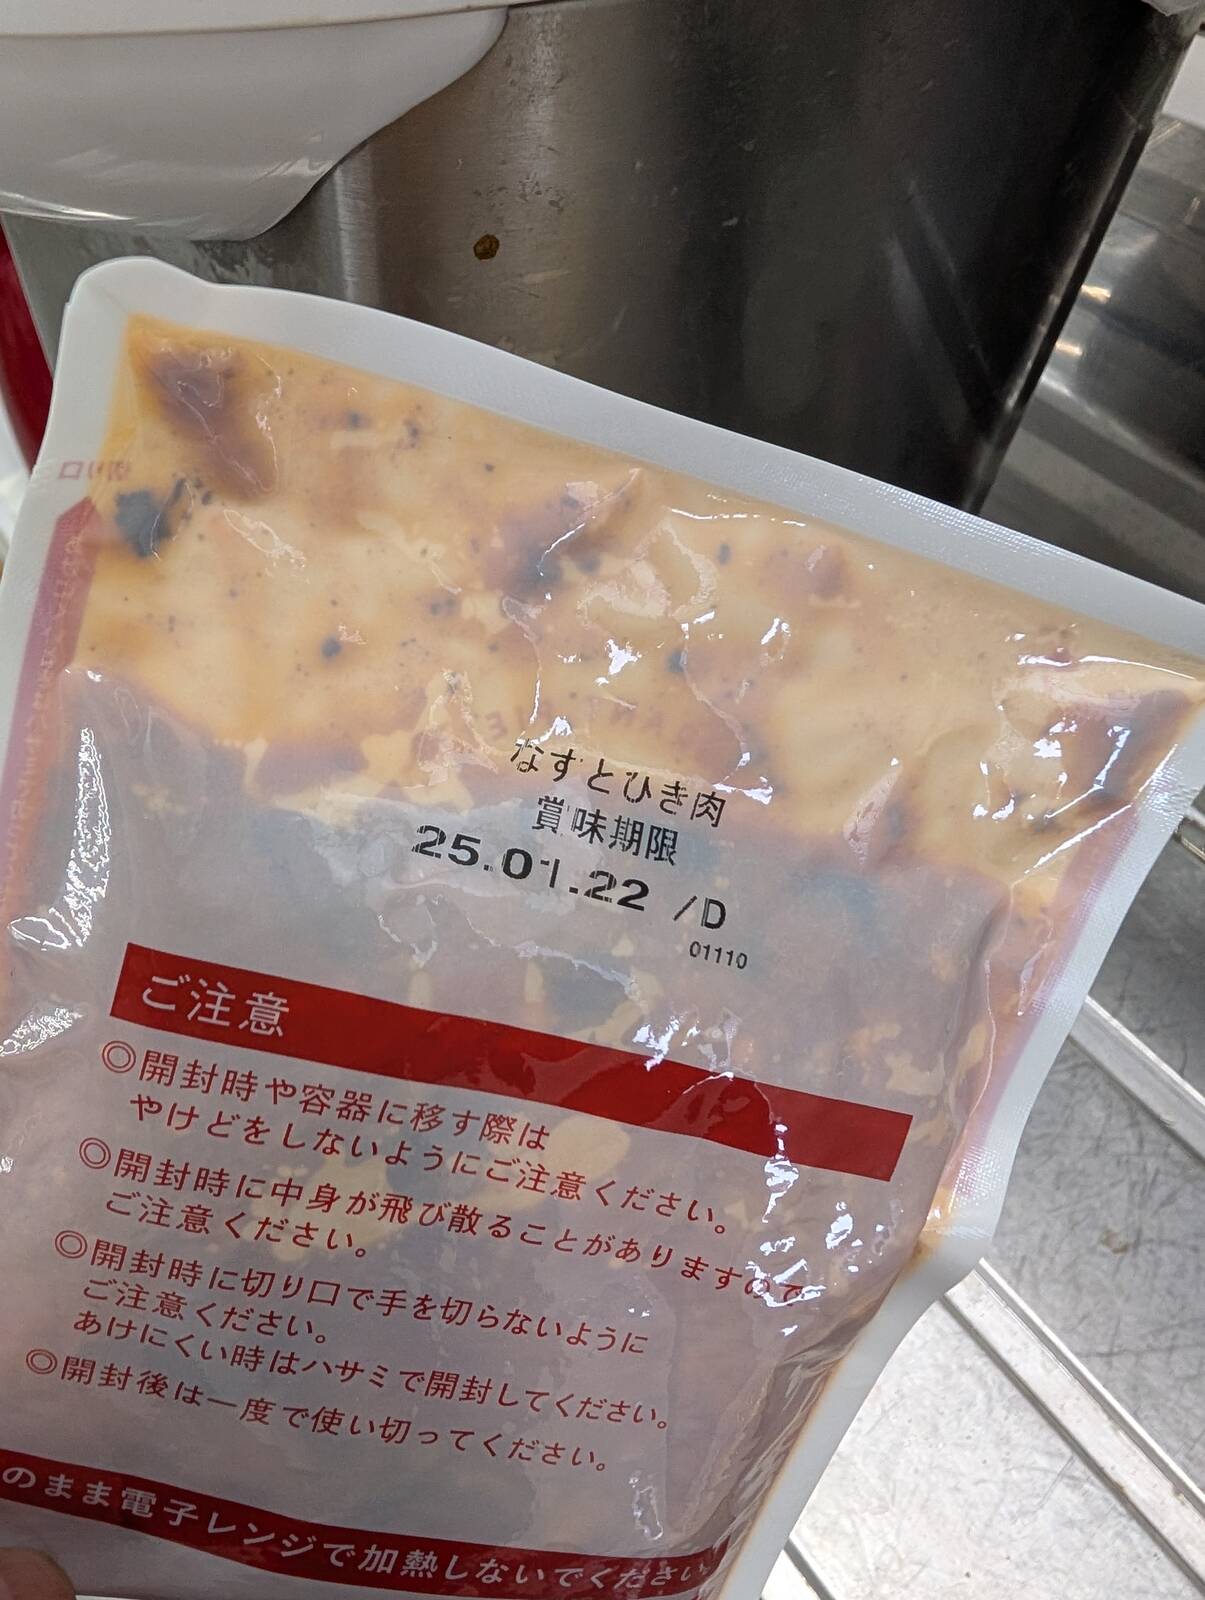 切り口
なすとひき肉
賞味期限
25.01.22 /D
01110
ご注意
◎開封時や容器に移す際は
やけどをしないようにご注意ください。
◎開封時に中身が飛び散ることがありますので
ご注意ください。
◎開封時に切り口で手を切らないように
ご注意ください。
あけにくい時はハサミで開封してください。
◎開封後は一度で使い切ってください。
のまま電子レンジで加熱しないでください